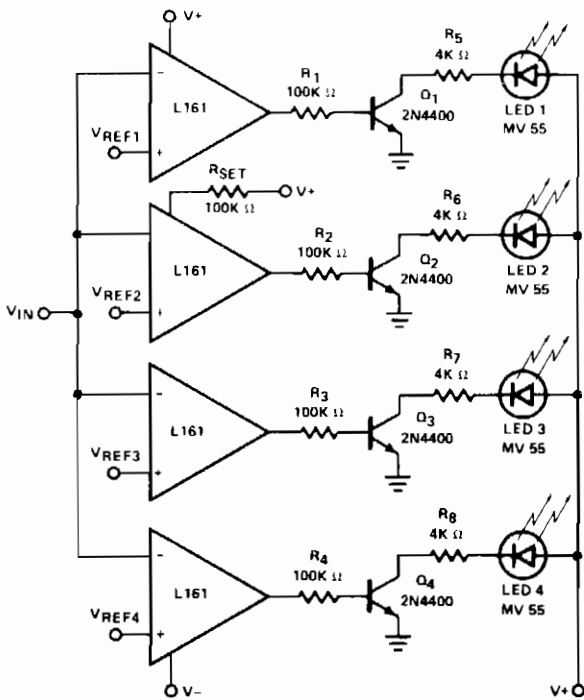 V+
−
L161
VREF1
+
R1
100K Ω
Q1
2N4400
R5
4K Ω
LED 1
MV 55
RSET
100K Ω
V+
−
L161
VREF2
+
R2
100K Ω
Q2
2N4400
R6
4K Ω
LED 2
MV 55
VIN
−
L161
VREF3
+
R3
100K Ω
Q3
2N4400
R7
4K Ω
LED 3
MV 55
−
L161
VREF4
+
R4
100K Ω
Q4
2N4400
R8
4K Ω
LED 4
MV 55
V−
V+